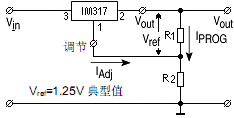 3 IM317 2 Vout Vout
Vin 1 Vref R1 IPROG
调节
IAdj
R2
Vref=1.25V 典型值